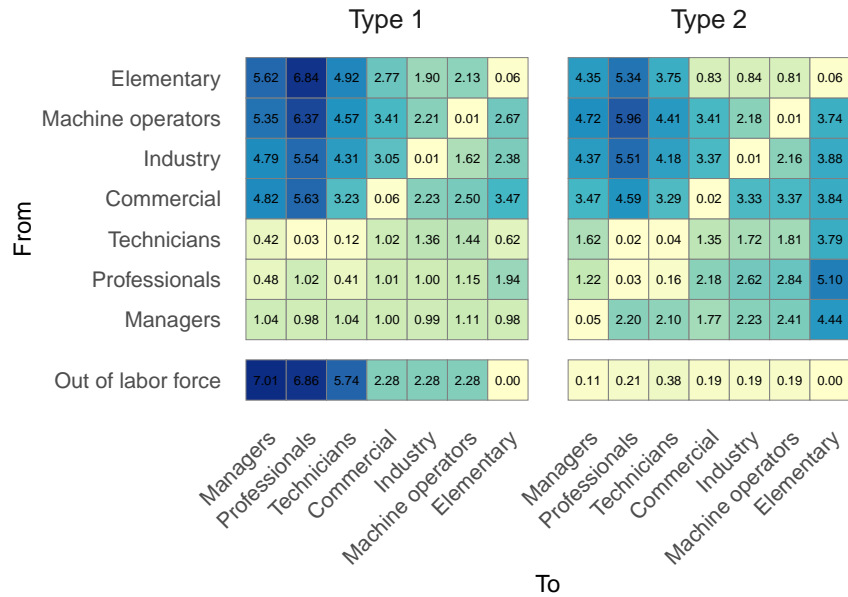 Type 1 Type 2
Elementary 5.62 6.84 4.92 2.77 1.90 2.13 0.06 4.35 5.34 3.75 0.83 0.84 0.81 0.06
Machine operators 5.35 6.37 4.57 3.41 2.21 0.01 2.67 4.72 5.96 4.41 3.41 2.18 0.01 3.74
Industry 4.79 5.54 4.31 3.05 0.01 1.62 2.38 4.37 5.51 4.18 3.37 0.01 2.16 3.88
Commercial 4.82 5.63 3.23 0.06 2.23 2.50 3.47 3.47 4.59 3.29 0.02 3.33 3.37 3.84
Technicians 0.42 0.03 0.12 1.02 1.36 1.44 0.62 1.62 0.02 0.04 1.35 1.72 1.81 3.79
Professionals 0.48 1.02 0.41 1.01 1.00 1.15 1.94 1.22 0.03 0.16 2.18 2.62 2.84 5.10
Managers 1.04 0.98 1.04 1.00 0.99 1.11 0.98 0.05 2.20 2.10 1.77 2.23 2.41 4.44
Out of labor force 7.01 6.86 5.74 2.28 2.28 2.28 0.00 0.11 0.21 0.38 0.19 0.19 0.19 0.00
From
Managers Professionals Technicians Commercial Industry Machine operators Elementary Managers Professionals Technicians Commercial Industry Machine operators Elementary
To